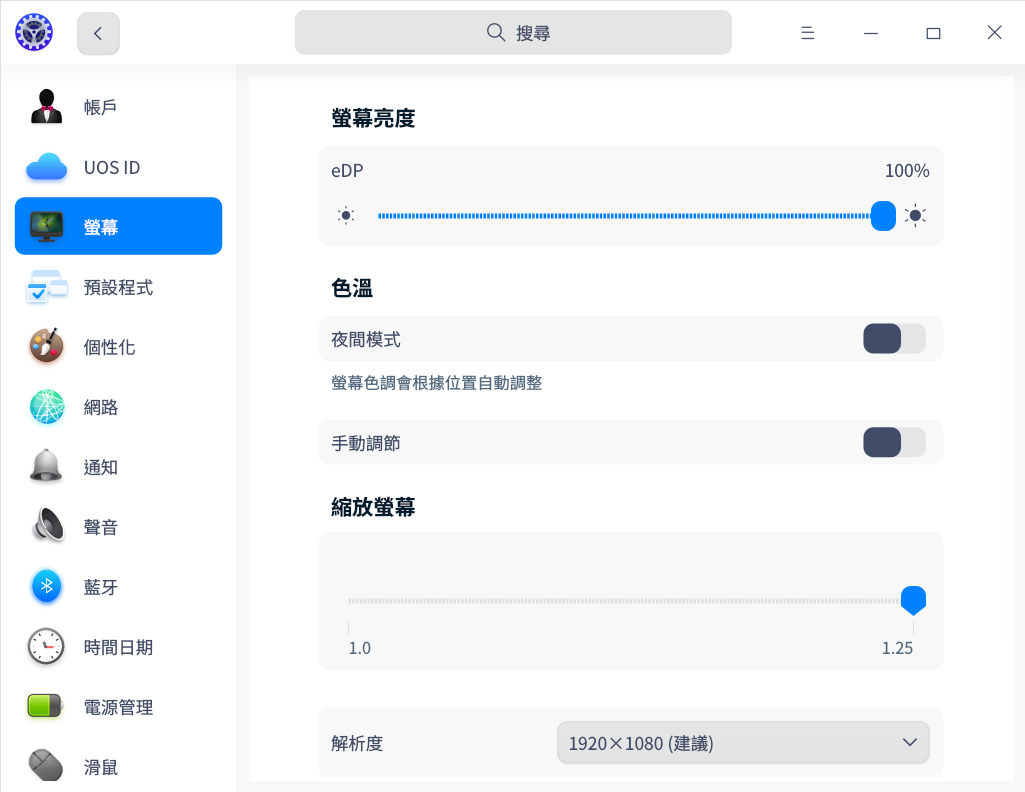 搜尋
帳戶
UOS ID
螢幕
預設程式
個性化
網路
通知
聲音
藍牙
時間日期
電源管理
滑鼠
螢幕亮度
eDP 100%
色溫
夜間模式
螢幕色調會根據位置自動調整
手動調節
縮放螢幕
1.0 1.25
解析度 1920×1080 (建議)